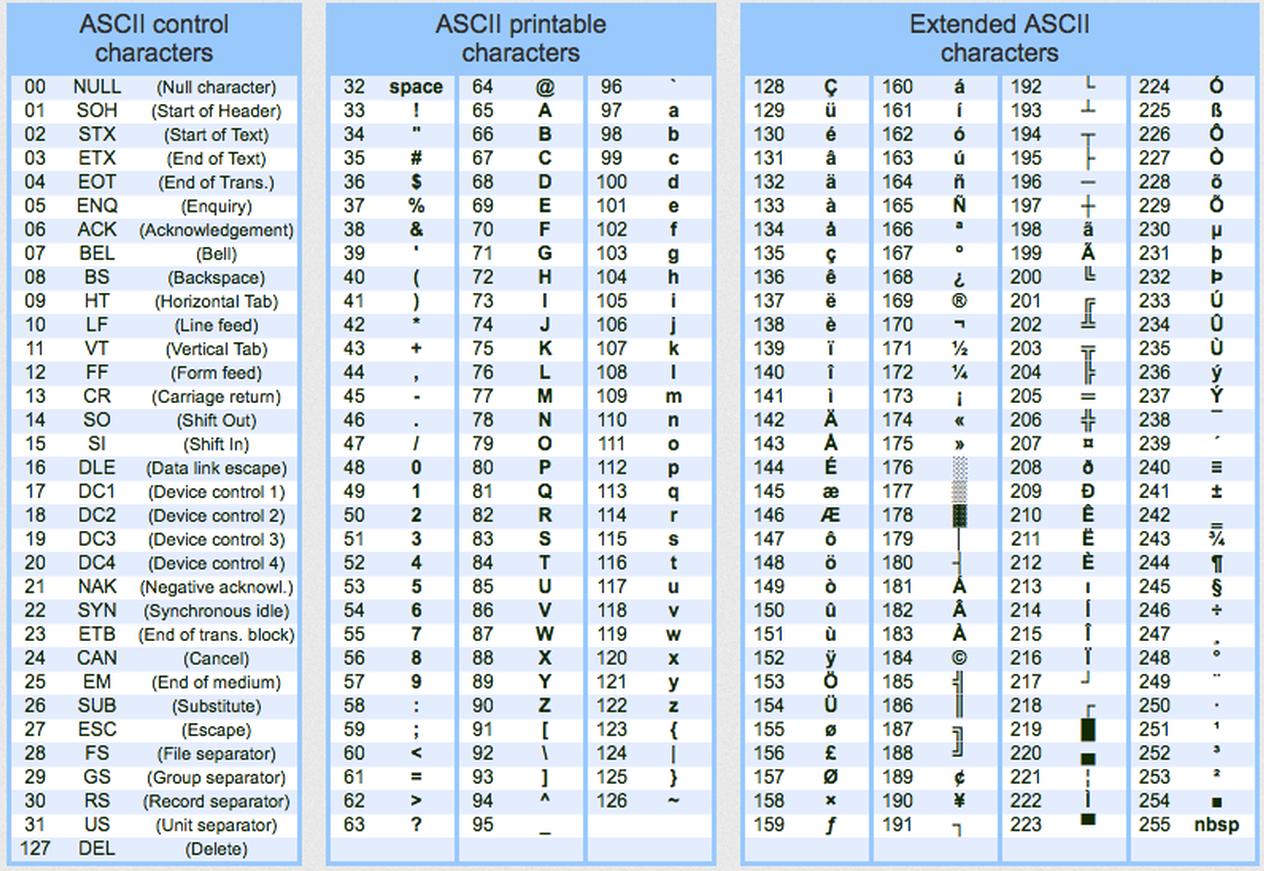 ASCII control
characters
ASCII printable
characters
Extended ASCII
characters
00 NULL (Null character)
01 SOH (Start of Header)
02 STX (Start of Text)
03 ETX (End of Text)
04 EOT (End of Trans.)
05 ENQ (Enquiry)
06 ACK (Acknowledgement)
07 BEL (Bell)
08 BS (Backspace)
09 HT (Horizontal Tab)
10 LF (Line feed)
11 VT (Vertical Tab)
12 FF (Form feed)
13 CR (Carriage return)
14 SO (Shift Out)
15 SI (Shift In)
16 DLE (Data link escape)
17 DC1 (Device control 1)
18 DC2 (Device control 2)
19 DC3 (Device control 3)
20 DC4 (Device control 4)
21 NAK (Negative acknowl.)
22 SYN (Synchronous idle)
23 ETB (End of trans. block)
24 CAN (Cancel)
25 EM (End of medium)
26 SUB (Substitute)
27 ESC (Escape)
28 FS (File separator)
29 GS (Group separator)
30 RS (Record separator)
31 US (Unit separator)
127 DEL (Delete)
32 space
33 !
34 "
35 #
36 $
37 %
38 &
39 '
40 (
41 )
42 *
43 +
44 ,
45 -
46 .
47 /
48 0
49 1
50 2
51 3
52 4
53 5
54 6
55 7
56 8
57 9
58 :
59 ;
60 <
61 =
62 >
63 ?
64 @
65 A
66 B
67 C
68 D
69 E
70 F
71 G
72 H
73 I
74 J
75 K
76 L
77 M
78 N
79 O
80 P
81 Q
82 R
83 S
84 T
85 U
86 V
87 W
88 X
89 Y
90 Z
91 [
92 \
93 ]
94 ^
95 _
96 `
97 a
98 b
99 c
100 d
101 e
102 f
103 g
104 h
105 i
106 j
107 k
108 l
109 m
110 n
111 o
112 p
113 q
114 r
115 s
116 t
117 u
118 v
119 w
120 x
121 y
122 z
123 {
124 |
125 }
126 ~
128 Ç
129 ü
130 é
131 â
132 ä
133 à
134 å
135 ç
136 ê
137 ë
138 è
139 ï
140 î
141 ì
142 Ä
143 Å
144 É
145 æ
146 Æ
147 ô
148 ö
149 ò
150 û
151 ù
152 ÿ
153 Ö
154 Ü
155 ø
156 £
157 Ø
158 ×
159 ƒ
160 á
161 í
162 ó
163 ú
164 ñ
165 Ñ
166 ª
167 º
168 ¿
169 ®
170 ¬
171 ½
172 ¼
173 ¡
174 «
175 »
176 ░
177 ▒
178 ▓
179 │
180 ┤
181 Á
182 Â
183 À
184 ©
185 ╣
186 ║
187 ╗
188 ╝
189 ¢
190 ¥
191 ┐
192 └
193 ┴
194 ┬
195 ├
196 ─
197 ┼
198 ã
199 Ã
200 ╚
201 ╔
202 ╩
203 ╦
204 ╠
205 ═
206 ╬
207 ¤
208 ð
209 Ð
210 Ê
211 Ë
212 È
213 ı
214 Í
215 Î
216 Ï
217 ┘
218 ┌
219 █
220 ▄
221 ¦
222 Ì
223 ▀
224 Ó
225 ß
226 Ô
227 Ò
228 õ
229 Õ
230 µ
231 þ
232 Þ
233 Ú
234 Û
235 Ù
236 ý
237 Ý
238 ¯
239 ´
240 ≡
241 ±
242 ‗
243 ¾
244 ¶
245 §
246 ÷
247 ¸
248 °
249 ¨
250 ·
251 ¹
252 ³
253 ²
254 ■
255 nbsp